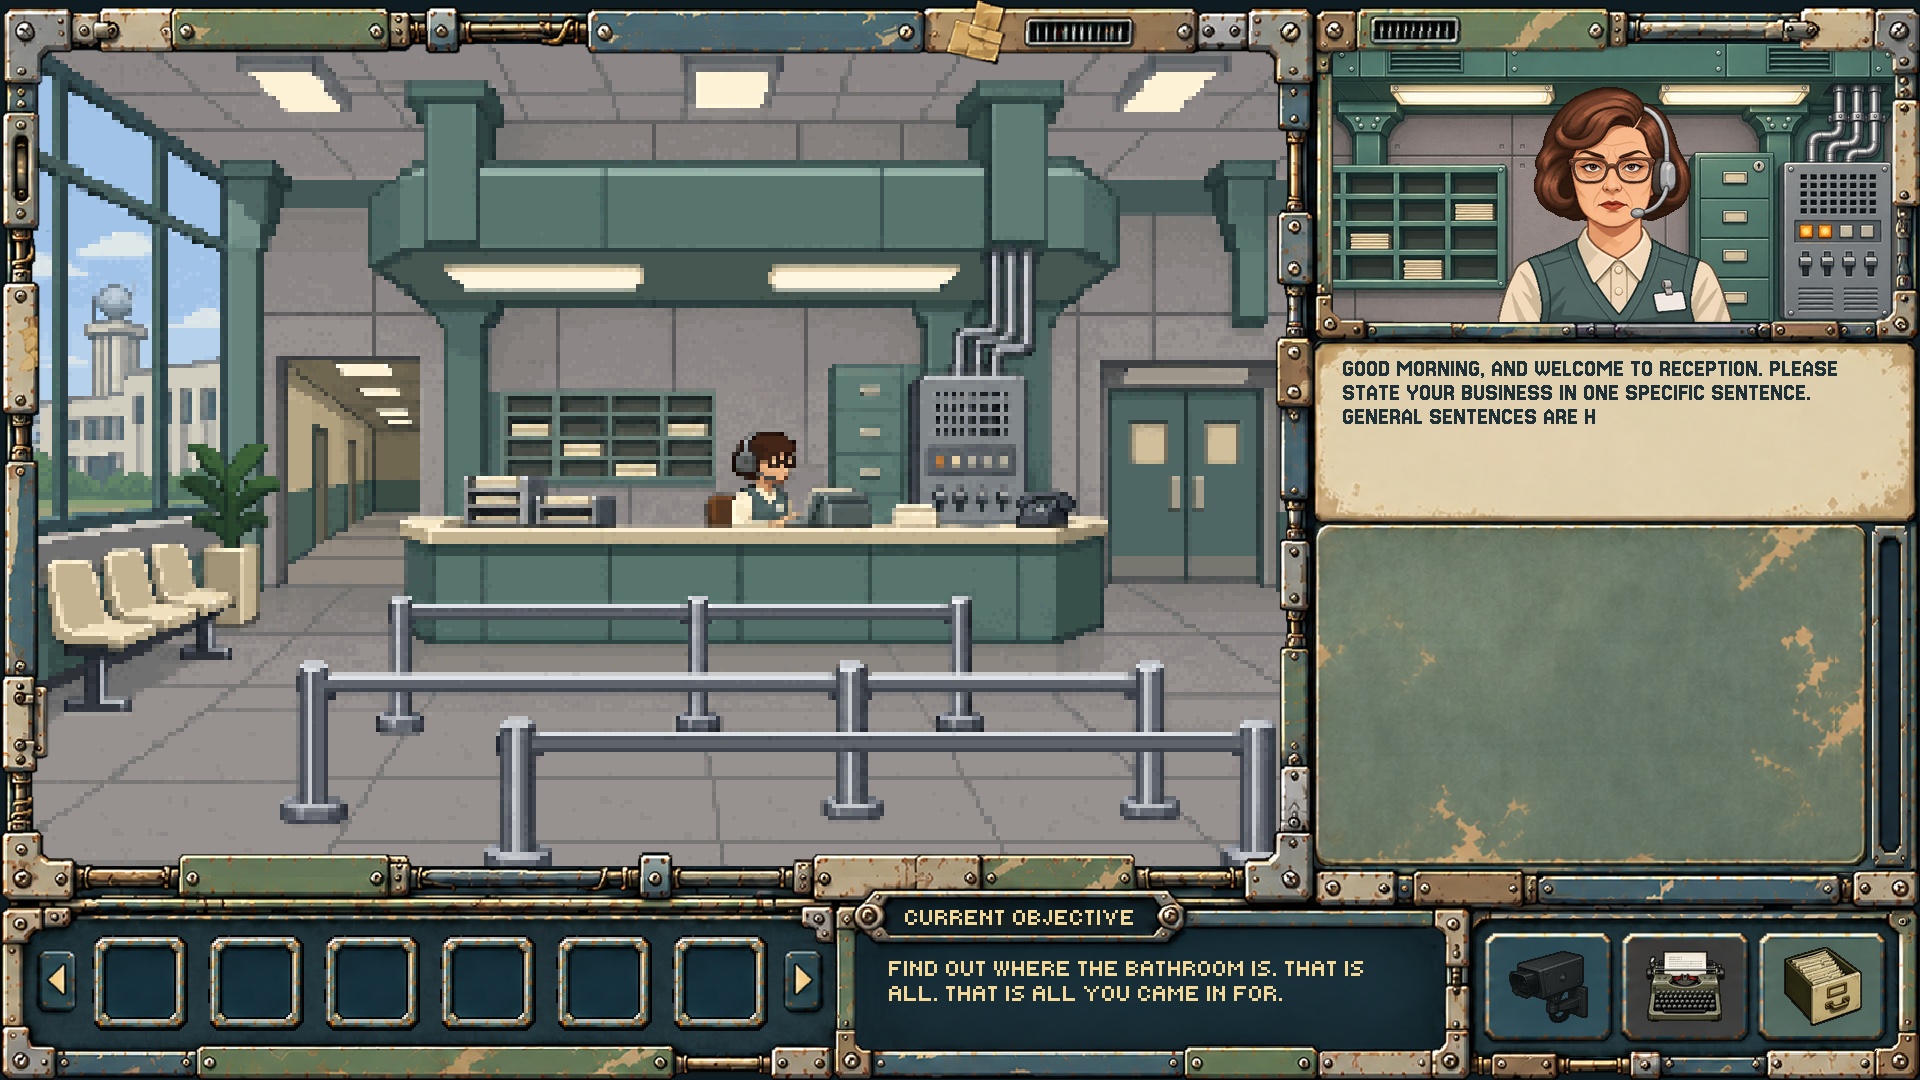 GOOD MORNING, AND WELCOME TO RECEPTION. PLEASE
STATE YOUR BUSINESS IN ONE SPECIFIC SENTENCE.
GENERAL SENTENCES ARE H
CURRENT OBJECTIVE
FIND OUT WHERE THE BATHROOM IS. THAT IS
ALL. THAT IS ALL YOU CAME IN FOR.